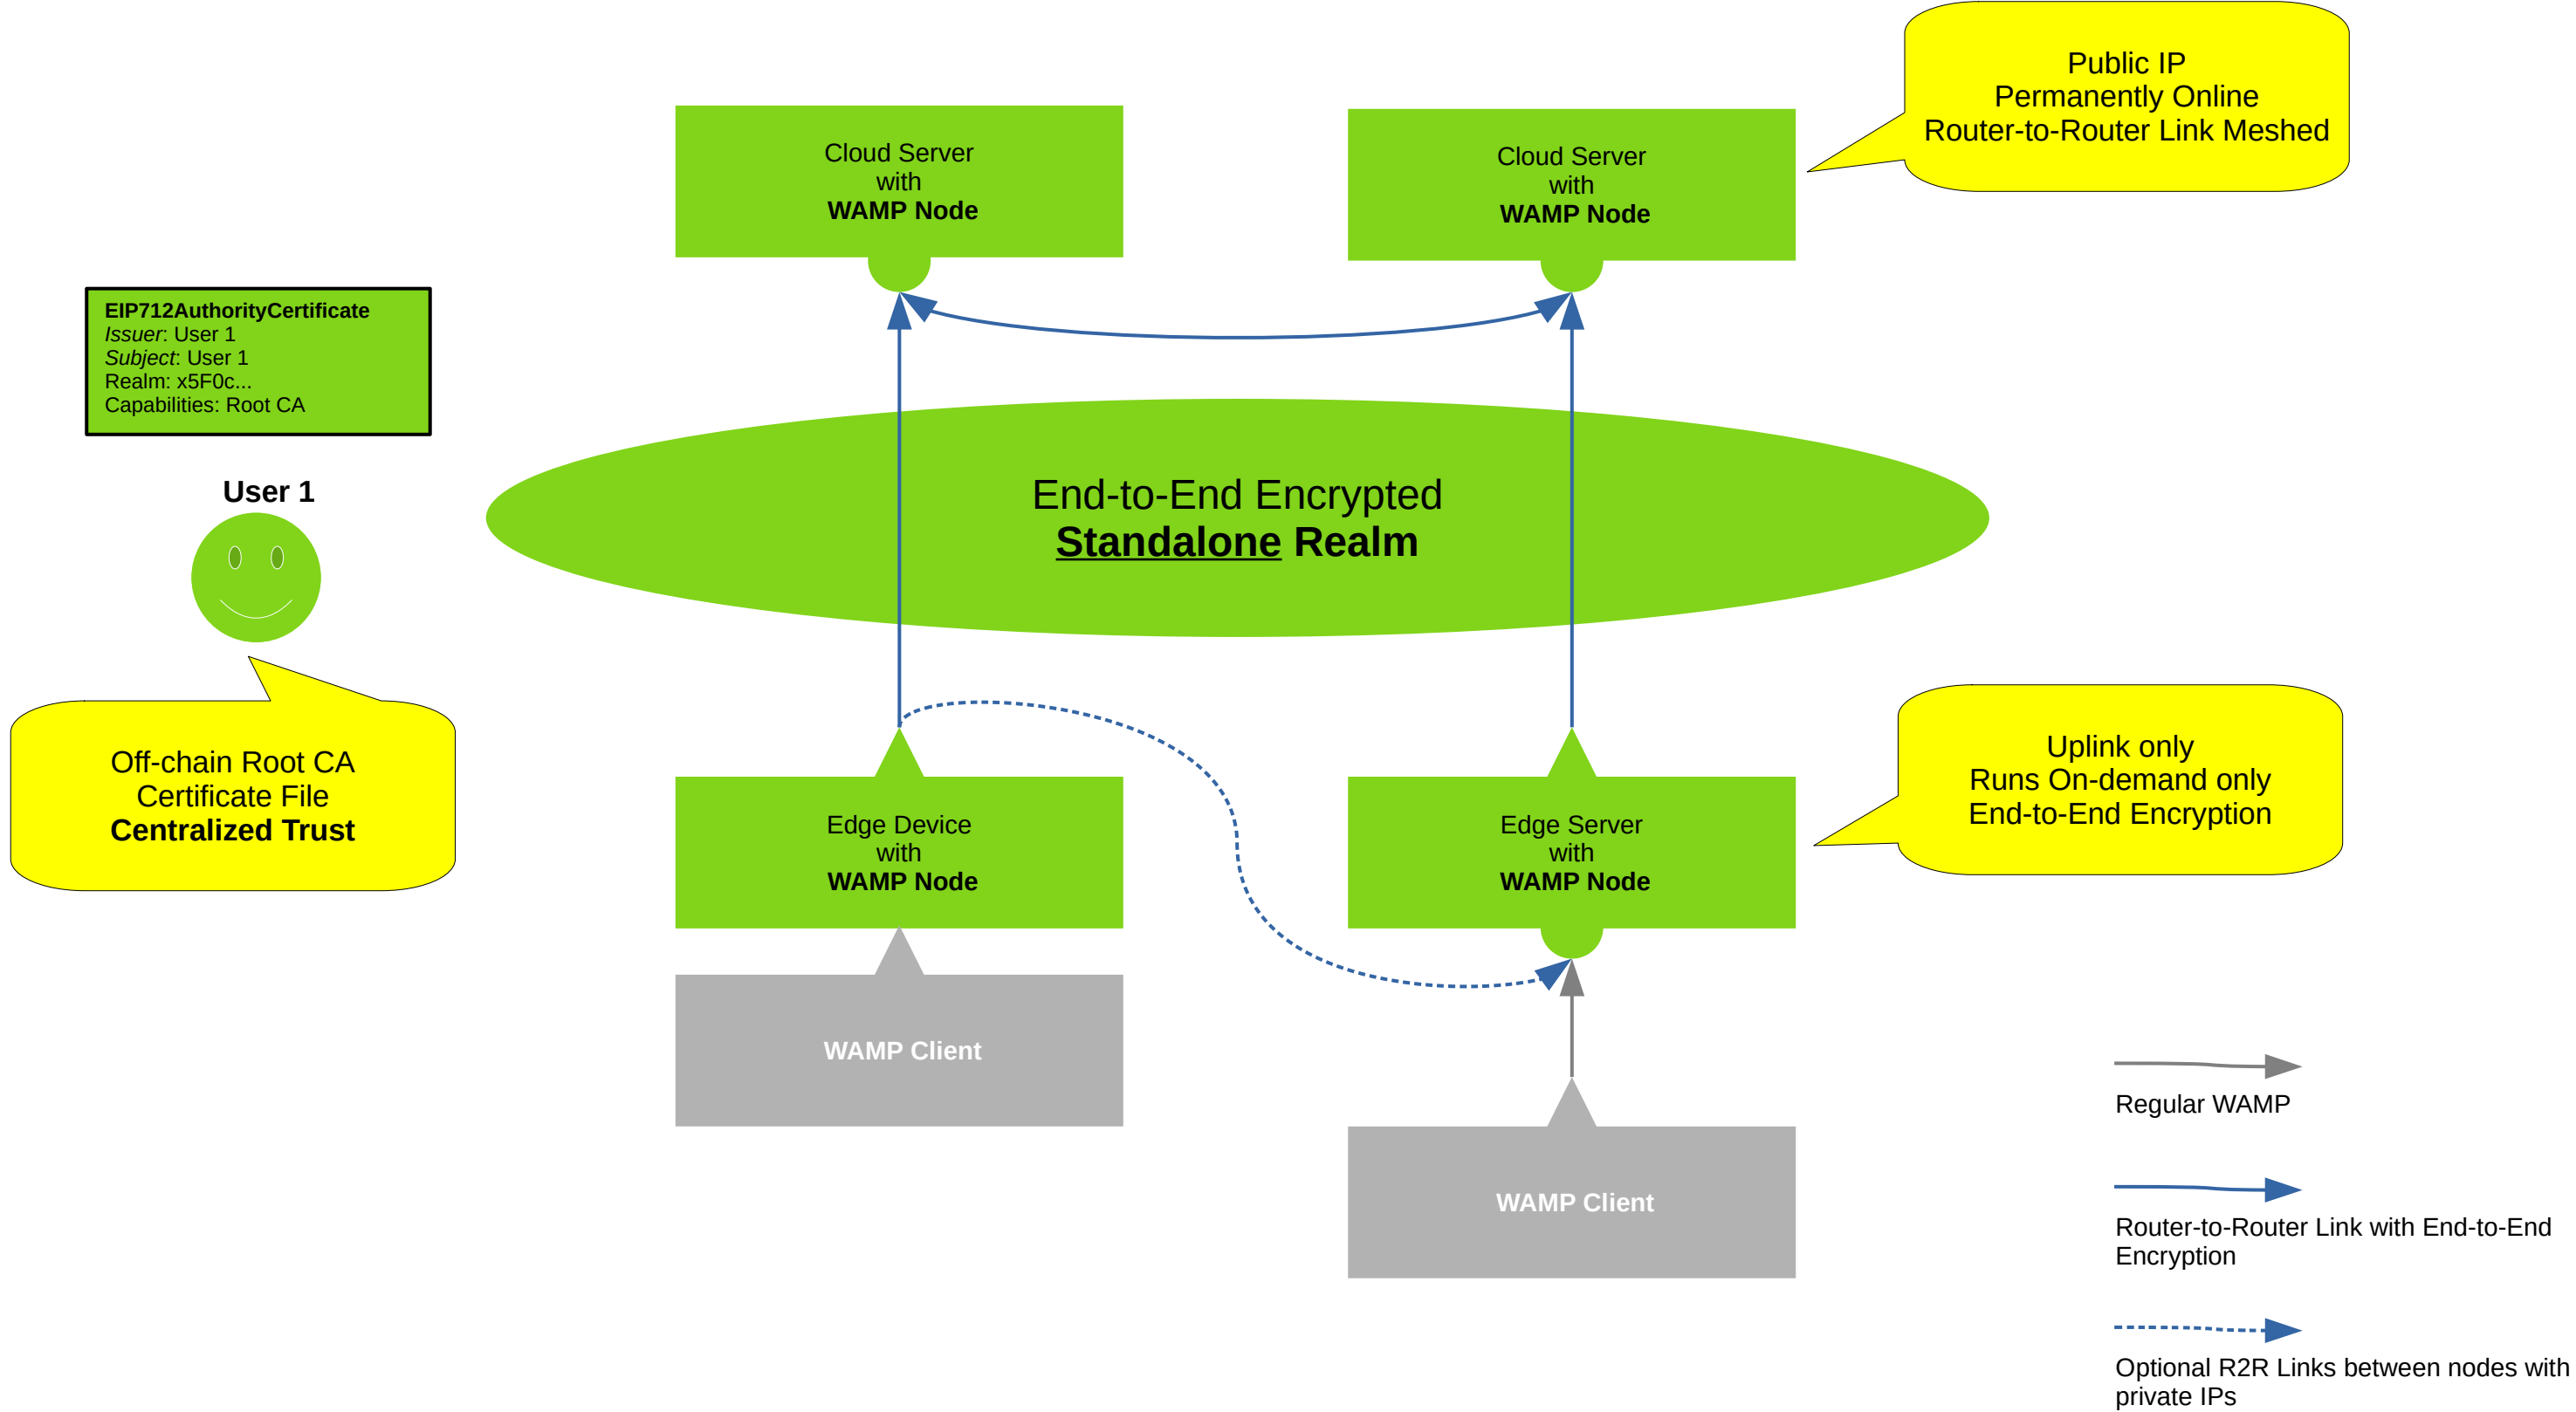 Public IP
Permanently Online
Router-to-Router Link Meshed
Cloud Server
with
WAMP Node
Cloud Server
with
WAMP Node
EIP712AuthorityCertificate
Issuer: User 1
Subject: User 1
Realm: x5F0c...
Capabilities: Root CA
User 1
End-to-End Encrypted
Standalone Realm
Off-chain Root CA
Certificate File
Centralized Trust
Edge Device
with
WAMP Node
Edge Server
with
WAMP Node
Uplink only
Runs On-demand only
End-to-End Encryption
WAMP Client
WAMP Client
Regular WAMP
Router-to-Router Link with End-to-End
Encryption
Optional R2R Links between nodes with
private IPs